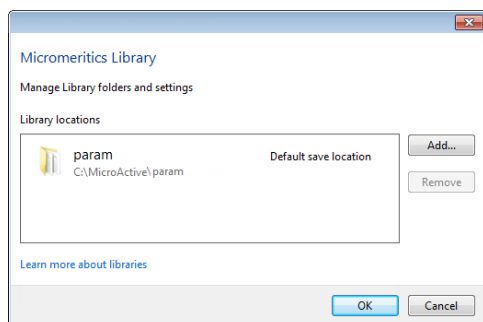 Micromeritics Library
Manage Library folders and settings
Library locations
param Default save location
C:\MicroActive\param
Add...
Remove
Learn more about libraries
OK Cancel